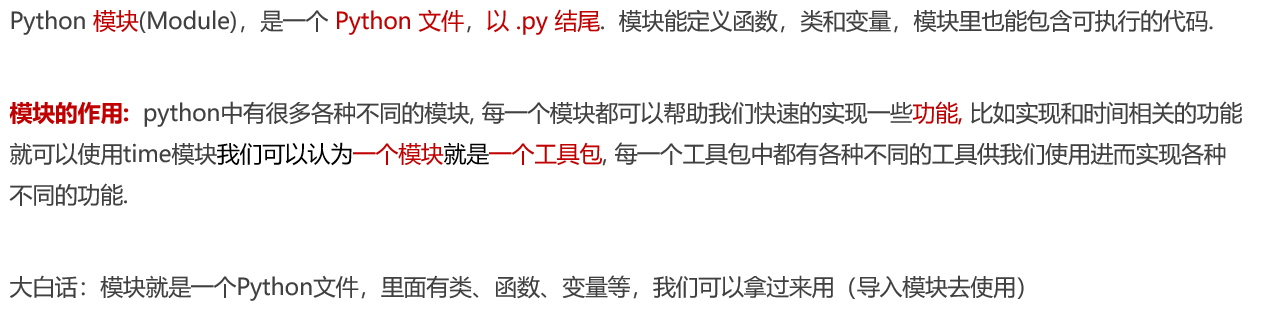 Python 模块(Module)，是一个 Python 文件，以 .py 结尾.  模块能定义函数，类和变量，模块里也能包含可执行的代码.
模块的作用:  python中有很多各种不同的模块, 每一个模块都可以帮助我们快速的实现一些功能, 比如实现和时间相关的功能
就可以使用time模块我们可以认为一个模块就是一个工具包, 每一个工具包中都有各种不同的工具供我们使用进而实现各种
不同的功能.
大白话：模块就是一个Python文件，里面有类、函数、变量等，我们可以拿过来用（导入模块去使用）